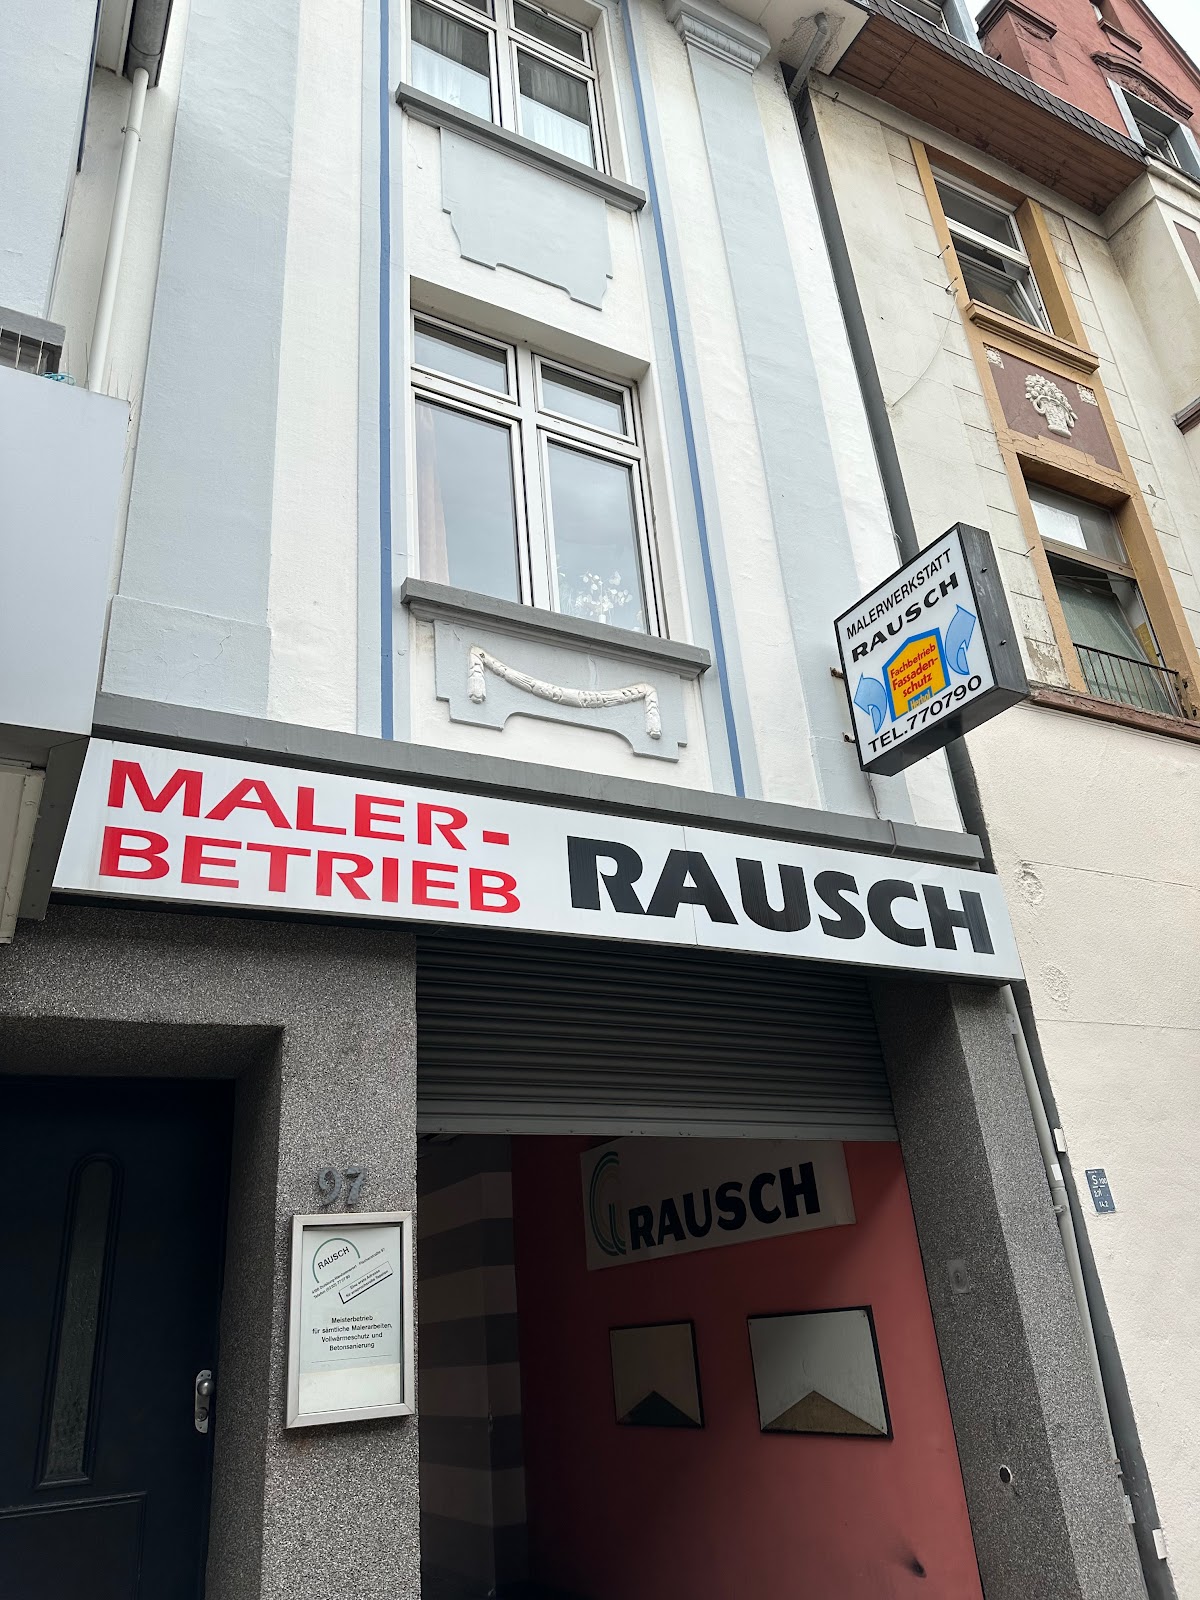 MALERWERKSTATT
RAUSCH
Fachbetrieb
Fassaden-
schutz
TEL. 770790
MALER-
BETRIEB
RAUSCH
97
RAUSCH
RAUSCH
Meisterbetrieb
für sämtliche Malerarbeiten,
Vollwärmeschutz und
Betonsanierung
S 100